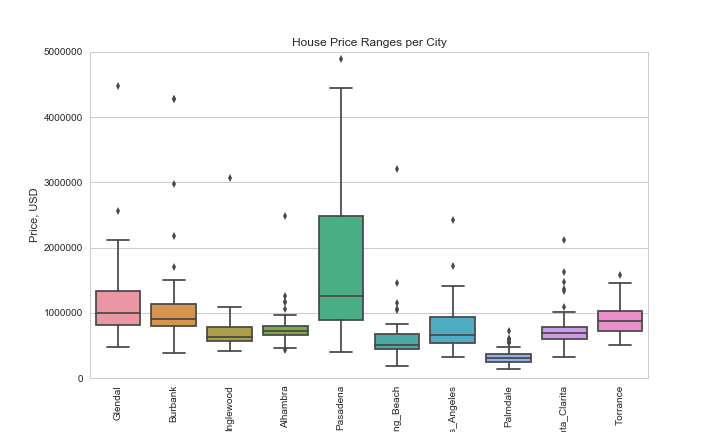 House Price Ranges per City
Price, USD
5000000
4000000
3000000
2000000
1000000
0
Glendal
Burbank
Inglewood
Alhambra
Pasadena
ng_Beach
s_Angeles
Palmdale
nta_Clarita
Torrance